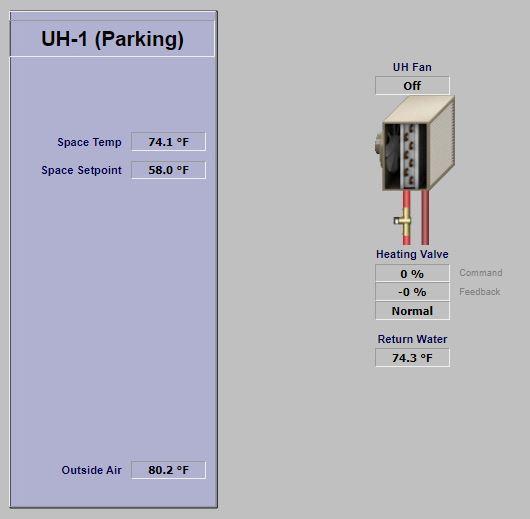 UH-1 (Parking)
Space Temp 74.1 °F
Space Setpoint 58.0 °F
Outside Air 80.2 °F
UH Fan
Off
Heating Valve
0 % Command
-0 % Feedback
Normal
Return Water
74.3 °F